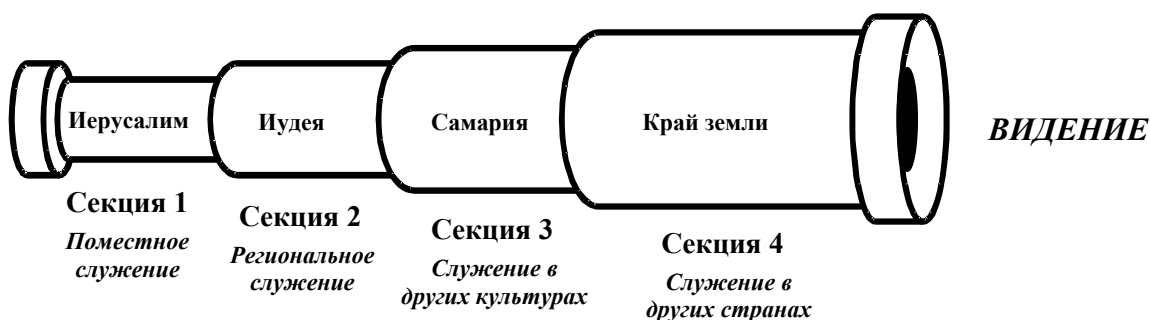 Иерусалим
Иудея
Самария
Край земли
ВИДЕНИЕ
Секция 1
Поместное
служение
Секция 2
Региональное
служение
Секция 3
Служение в
других культурах
Секция 4
Служение в
других странах